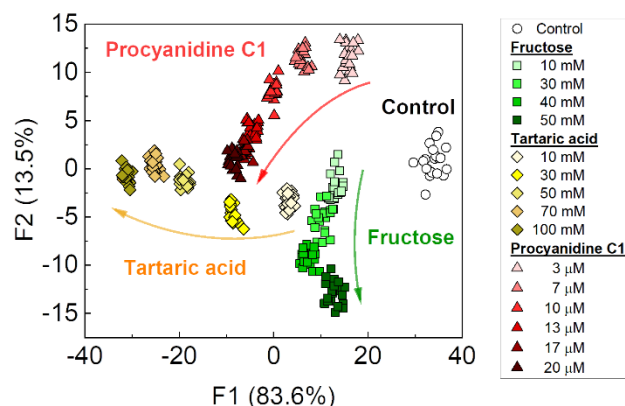 15
10
5
0
-5
-10
-15
-40
-20
0
20
40
F2 (13.5%)
F1 (83.6%)
Procyanidine C1
Control
Fructose
Tartaric acid
Control
Fructose
10 mM
30 mM
40 mM
50 mM
Tartaric acid
10 mM
30 mM
50 mM
70 mM
100 mM
Procyanidine C1
3 μM
7 μM
10 μM
13 μM
17 μM
20 μM